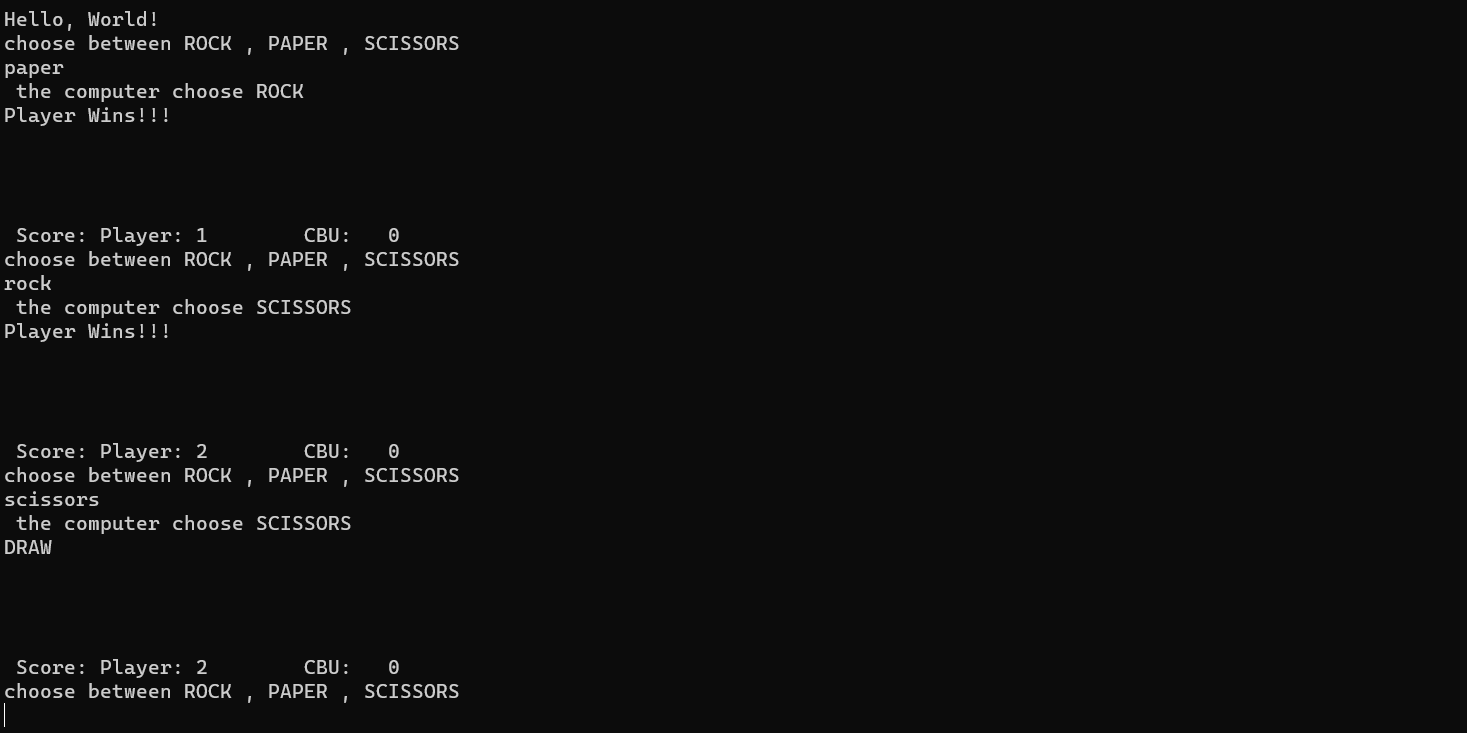 Hello, World!
choose between ROCK , PAPER , SCISSORS
paper
 the computer choose ROCK
Player Wins!!!
 Score: Player: 1        CBU:   0
choose between ROCK , PAPER , SCISSORS
rock
 the computer choose SCISSORS
Player Wins!!!
 Score: Player: 2        CBU:   0
choose between ROCK , PAPER , SCISSORS
scissors
 the computer choose SCISSORS
DRAW
 Score: Player: 2        CBU:   0
choose between ROCK , PAPER , SCISSORS